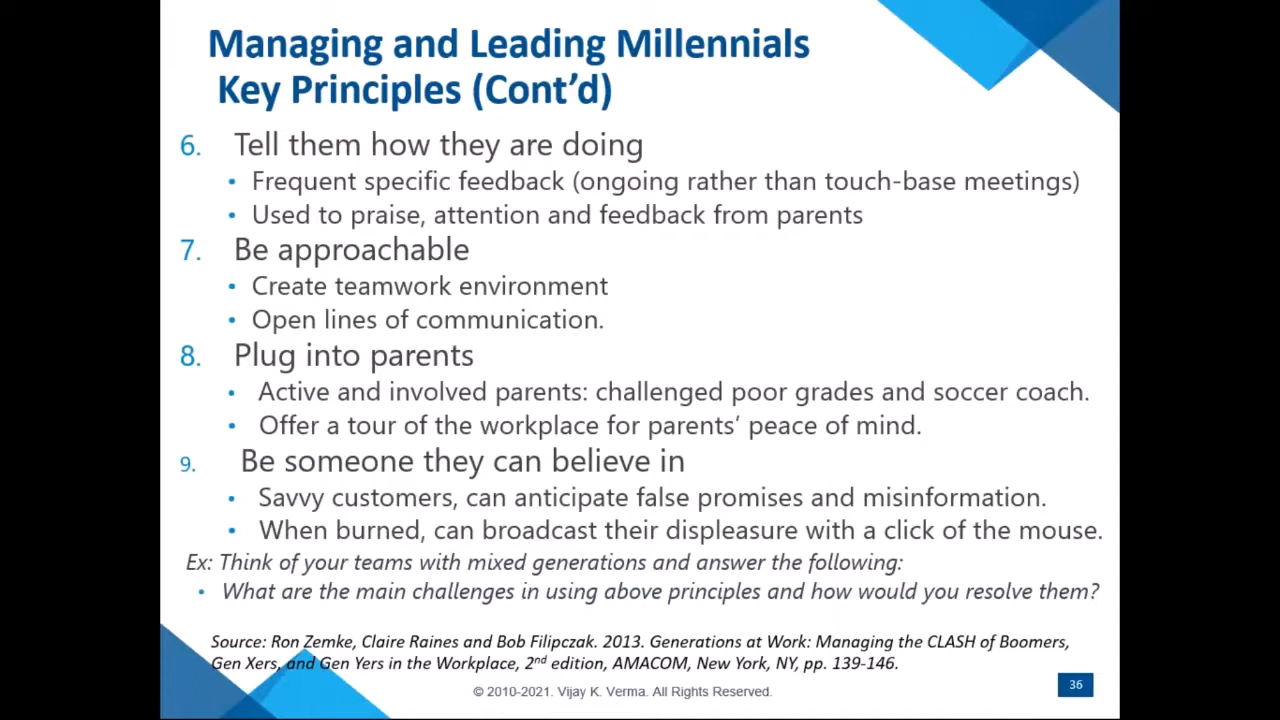 Managing and Leading Millennials
Key Principles (Cont’d)
6. Tell them how they are doing
• Frequent specific feedback (ongoing rather than touch-base meetings)
• Used to praise, attention and feedback from parents
7. Be approachable
• Create teamwork environment
• Open lines of communication.
8. Plug into parents
• Active and involved parents: challenged poor grades and soccer coach.
• Offer a tour of the workplace for parents’ peace of mind.
9. Be someone they can believe in
• Savvy customers, can anticipate false promises and misinformation.
• When burned, can broadcast their displeasure with a click of the mouse.
Ex: Think of your teams with mixed generations and answer the following:
• What are the main challenges in using above principles and how would you resolve them?
Source: Ron Zemke, Claire Raines and Bob Filipczak. 2013. Generations at Work: Managing the CLASH of Boomers,
Gen Xers, and Gen Yers in the Workplace, 2nd edition, AMACOM, New York, NY, pp. 139-146.
© 2010-2021. Vijay K. Verma. All Rights Reserved.
36